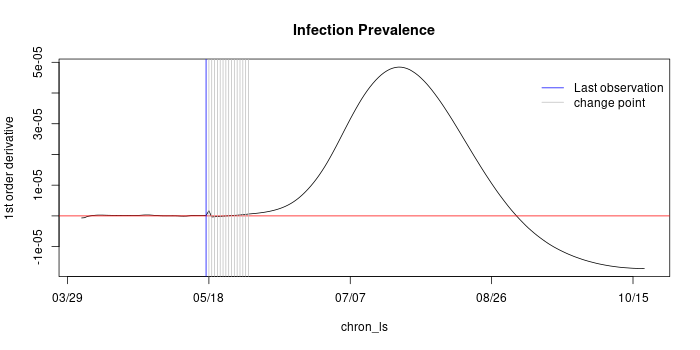 Infection Prevalence
5e-05
3e-05
1e-05
-1e-05
1st order derivative
Last observation
change point
03/29
05/18
07/07
08/26
10/15
chron_ls